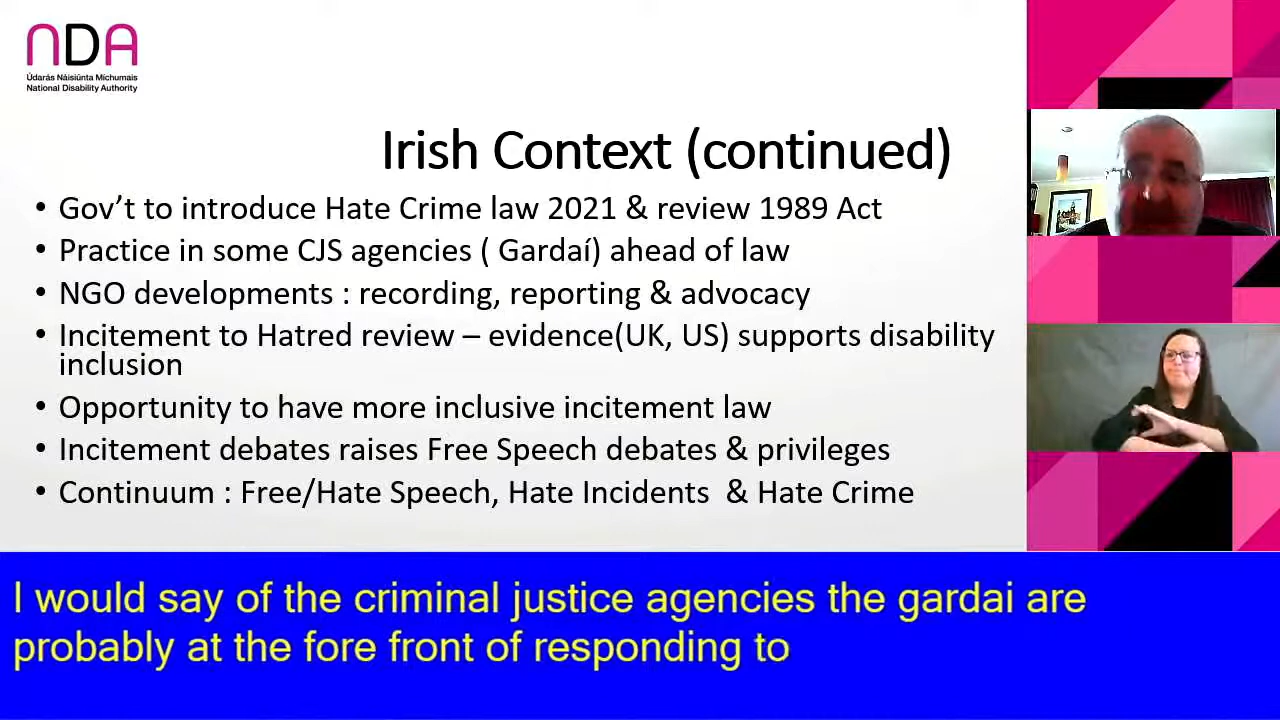 nDA
Údarás Náisiúnta Míchumais
National Disability Authority
Irish Context (continued)
• Gov’t to introduce Hate Crime law 2021 & review 1989 Act
• Practice in some CJS agencies ( Gardaí) ahead of law
• NGO developments : recording, reporting & advocacy
• Incitement to Hatred review – evidence(UK, US) supports disability
inclusion
• Opportunity to have more inclusive incitement law
• Incitement debates raises Free Speech debates & privileges
• Continuum : Free/Hate Speech, Hate Incidents & Hate Crime
I would say of the criminal justice agencies the gardai are
probably at the fore front of responding to